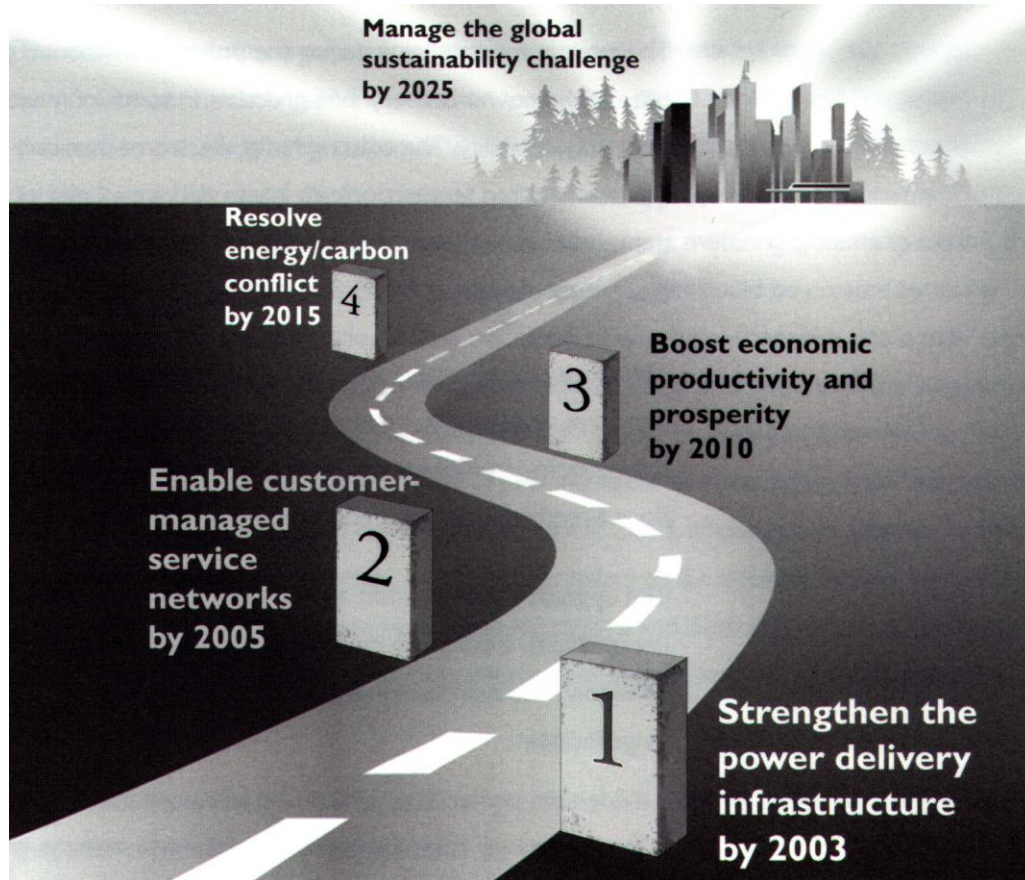 Manage the global
sustainability challenge
by 2025
Resolve
energy/carbon
conflict
by 2015
4
Boost economic
productivity and
prosperity
by 2010
3
Enable customer-
managed
service
networks
by 2005
2
1
Strengthen the
power delivery
infrastructure
by 2003